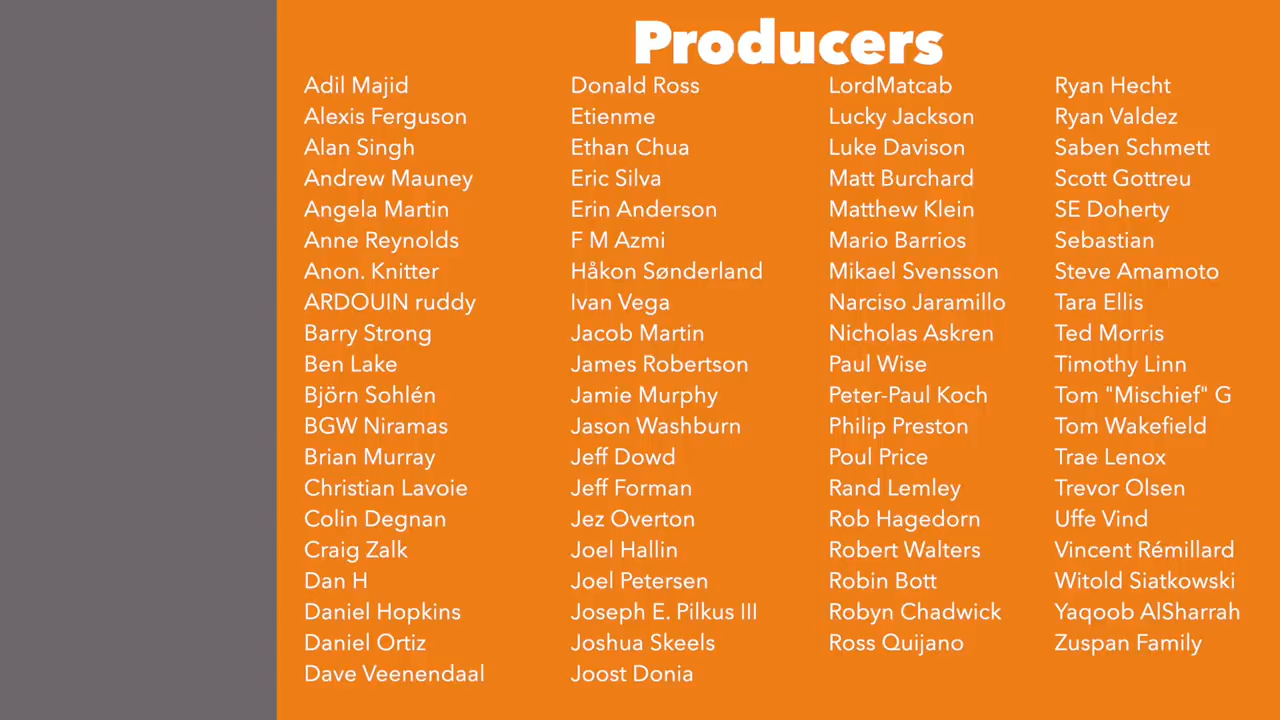 Producers
Adil Majid
Alexis Ferguson
Alan Singh
Andrew Mauney
Angela Martin
Anne Reynolds
Anon. Knitter
ARDOUIN ruddy
Barry Strong
Ben Lake
Björn Sohlén
BGW Niramas
Brian Murray
Christian Lavoie
Colin Degnan
Craig Zalk
Dan H
Daniel Hopkins
Daniel Ortiz
Dave Veenendaal
Donald Ross
Etienme
Ethan Chua
Eric Silva
Erin Anderson
F M Azmi
Håkon Sønderland
Ivan Vega
Jacob Martin
James Robertson
Jamie Murphy
Jason Washburn
Jeff Dowd
Jeff Forman
Jez Overton
Joel Hallin
Joel Petersen
Joseph E. Pilkus III
Joshua Skeels
Joost Donia
LordMatcab
Lucky Jackson
Luke Davison
Matt Burchard
Matthew Klein
Mario Barrios
Mikael Svensson
Narciso Jaramillo
Nicholas Askren
Paul Wise
Peter-Paul Koch
Philip Preston
Poul Price
Rand Lemley
Rob Hagedorn
Robert Walters
Robin Bott
Robyn Chadwick
Ross Quijano
Ryan Hecht
Ryan Valdez
Saben Schmett
Scott Gottreu
SE Doherty
Sebastian
Steve Amamoto
Tara Ellis
Ted Morris
Timothy Linn
Tom "Mischief" G
Tom Wakefield
Trae Lenox
Trevor Olsen
Uffe Vind
Vincent Rémillard
Witold Siatkowski
Yaqoob AlSharrah
Zuspan Family